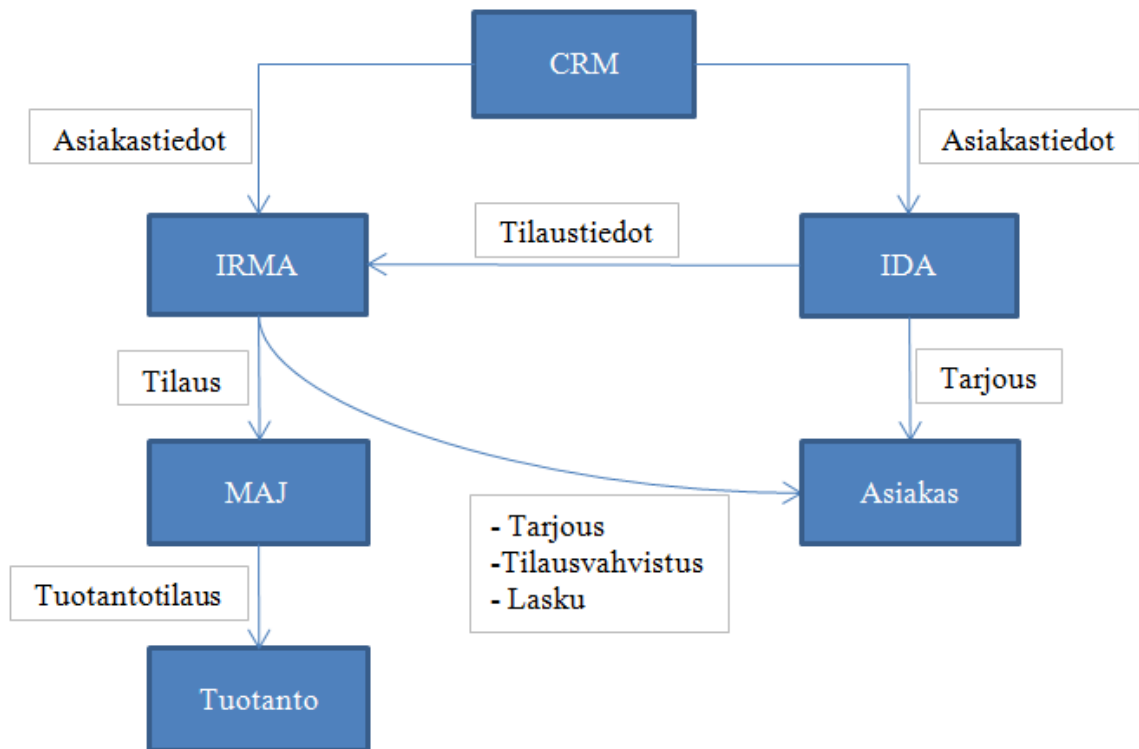 CRM
Asiakastiedot
Asiakastiedot
IRMA
Tilaustiedot
IDA
Tilaus
Tarjous
MAJ
Asiakas
- Tarjous
-Tilausvahvistus
- Lasku
Tuotantotilaus
Tuotanto